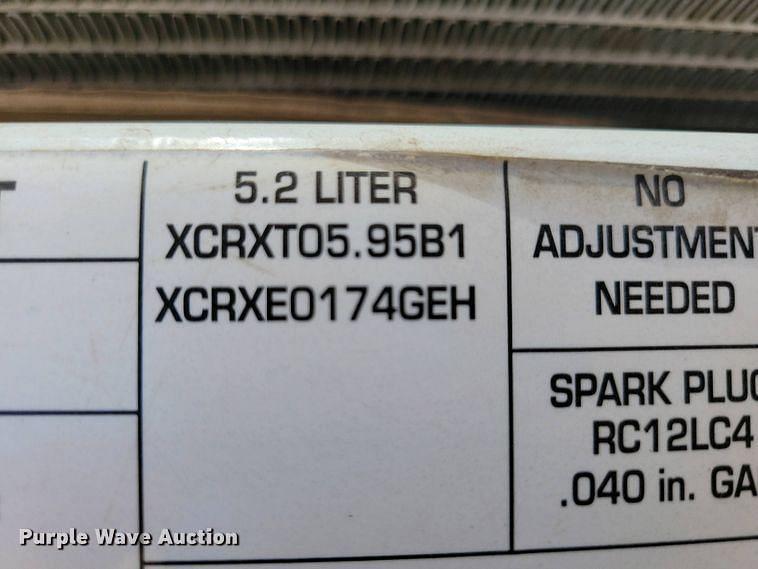 5.2 LITER
XCRXT05.95B1
XCRXE0174GEH
NO
ADJUSTMENT
NEEDED
SPARK PLUG
RC12LC4
.040 in. GA
Purple Wave Auction